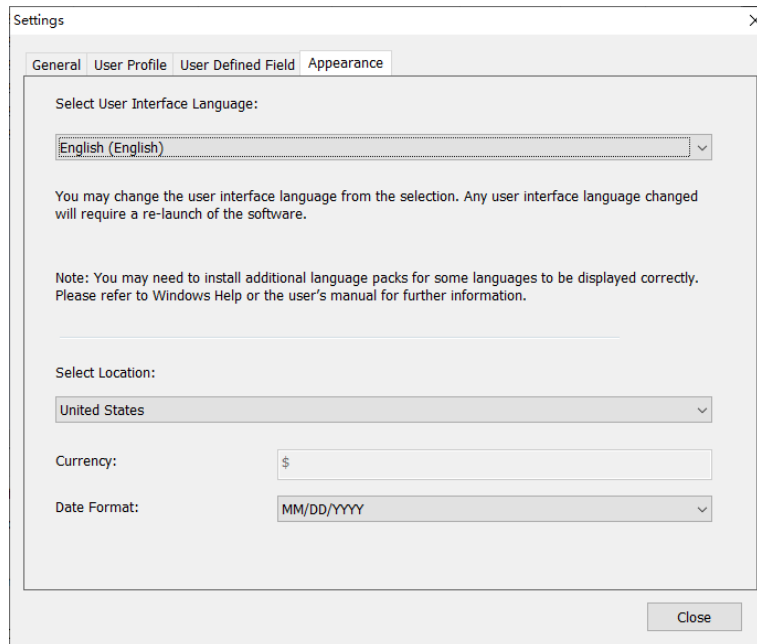 Settings
General User Profile User Defined Field Appearance
Select User Interface Language:
English (English)
You may change the user interface language from the selection. Any user interface language changed
will require a re-launch of the software.
Note: You may need to install additional language packs for some languages to be displayed correctly.
Please refer to Windows Help or the user’s manual for further information.
Select Location:
United States
Currency: $
Date Format: MM/DD/YYYY
Close